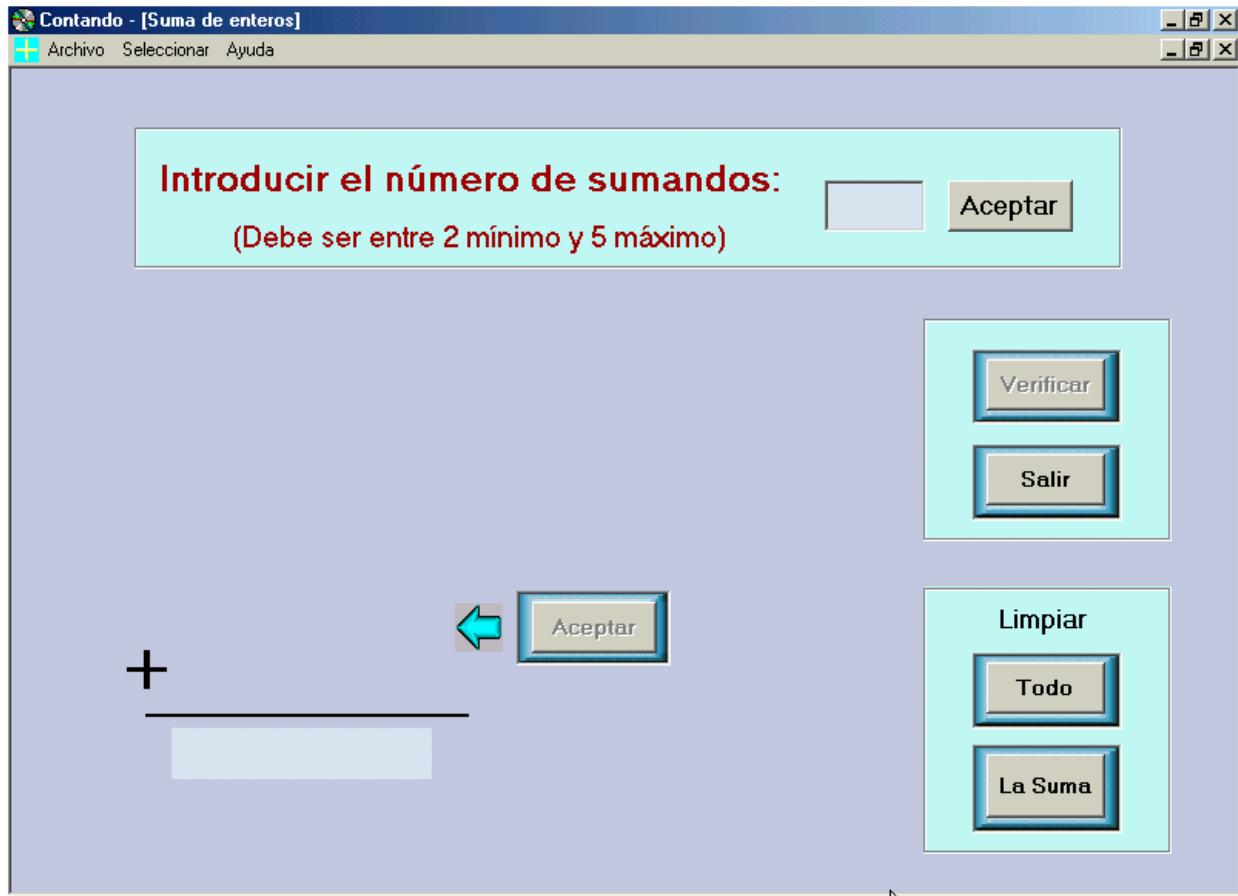 Contando - [Suma de enteros]
Archivo Seleccionar Ayuda
Introducir el número de sumandos:
Aceptar
(Debe ser entre 2 mínimo y 5 máximo)
Verificar
Salir
Aceptar
Limpiar
+
Todo
La Suma